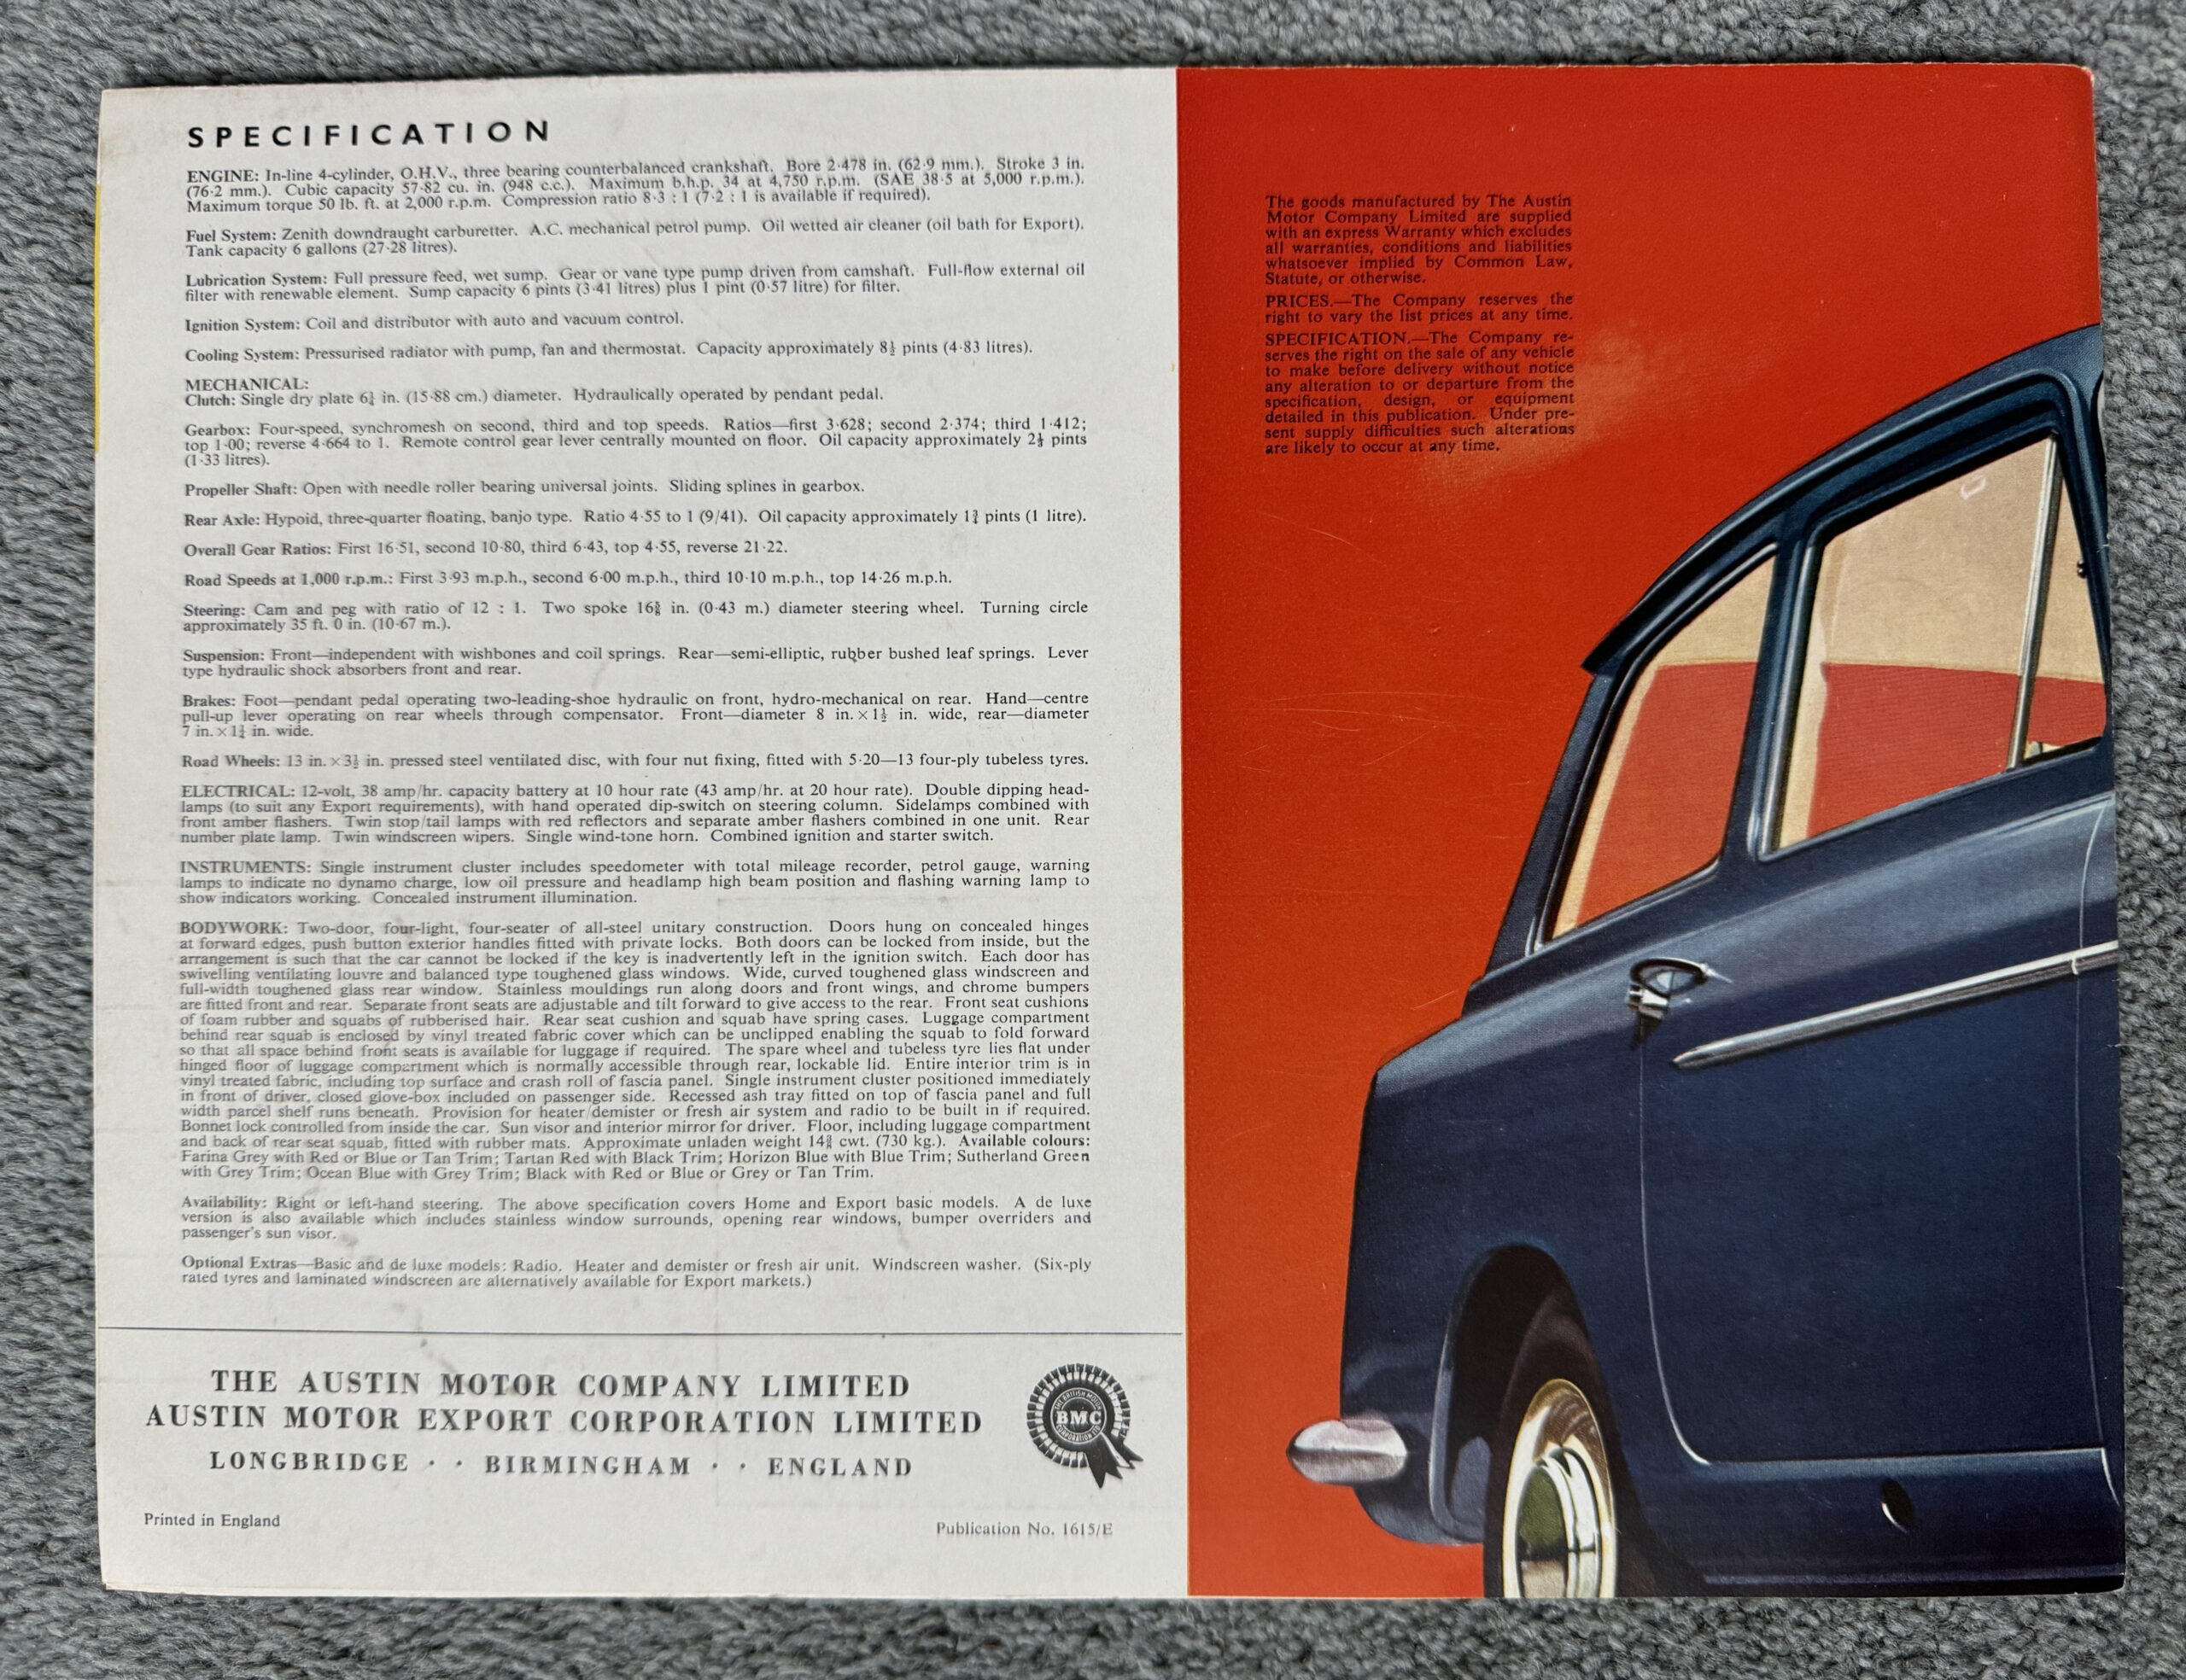 SPECIFICATION
ENGINE: In-line 4-cylinder, O.H.V., three bearing counterbalanced crankshaft. Bore 2·478 in. (62·9 mm.). Stroke 3 in.
(76·2 mm.). Cubic capacity 57·82 cu. in. (948 c.c.). Maximum b.h.p. 34 at 4,750 r.p.m. (SAE 38·5 at 5,000 r.p.m.).
Maximum torque 50 lb. ft. at 2,000 r.p.m. Compression ratio 8·3 : 1 (7·2 : 1 is available if required).
Fuel System: Zenith downdraught carburetter. A.C. mechanical petrol pump. Oil wetted air cleaner (oil bath for Export).
Tank capacity 6 gallons (27·28 litres).
Lubrication System: Full pressure feed, wet sump. Gear or vane type pump driven from camshaft. Full-flow external oil
filter with renewable element. Sump capacity 6 pints (3·41 litres) plus 1 pint (0·57 litre) for filter.
Ignition System: Coil and distributor with auto and vacuum control.
Cooling System: Pressurised radiator with pump, fan and thermostat. Capacity approximately 8½ pints (4·83 litres).
MECHANICAL:
Clutch: Single dry plate 6¼ in. (15·88 cm.) diameter. Hydraulically operated by pendant pedal.
Gearbox: Four-speed, synchromesh on second, third and top speeds. Ratios—first 3·628; second 2·374; third 1·412;
top 1·00; reverse 4·664 to 1. Remote control gear lever centrally mounted on floor. Oil capacity approximately 2⅓ pints
(1·33 litres).
Propeller Shaft: Open with needle roller bearing universal joints. Sliding splines in gearbox.
Rear Axle: Hypoid, three-quarter floating, banjo type. Ratio 4·55 to 1 (9/41). Oil capacity approximately 1¾ pints (1 litre).
Overall Gear Ratios: First 16·51, second 10·80, third 6·43, top 4·55, reverse 21·22.
Road Speeds at 1,000 r.p.m.: First 3·93 m.p.h., second 6·00 m.p.h., third 10·10 m.p.h., top 14·26 m.p.h.
Steering: Cam and peg with ratio of 12 : 1. Two spoke in. (0·43 m.) diameter steering wheel. Turning circle
approximately 35 ft. 0 in. (10·67 m.).
Suspension: Front—independent with wishbones and coil springs. Rear—semi-elliptic, rubber bushed leaf springs. Lever
type hydraulic shock absorbers front and rear.
Brakes: Foot—pendant pedal operating two-leading-shoe hydraulic on front, hydro-mechanical on rear. Hand—centre
pull-up lever operating on rear wheels through compensator. Front—diameter 8 in. × 1½ in. wide, rear—diameter
7 in. × 1¼ in. wide.
Road Wheels: 13 in. × 3½ in. pressed steel ventilated disc, with four nut fixing, fitted with 5·20—13 four-ply tubeless tyres.
ELECTRICAL: 12-volt, 38 amp/hr. capacity battery at 10 hour rate (43 amp/hr. at 20 hour rate). Double dipping head-
lamps (to suit any Export requirements), with hand operated dip-switch on steering column. Sidelamps combined with
front amber flashers. Twin stop/tail lamps with red reflectors and separate amber flashers combined in one unit. Rear
number plate lamp. Twin windscreen wipers. Single wind-tone horn. Combined ignition and starter switch.
INSTRUMENTS: Single instrument cluster includes speedometer with total mileage recorder, petrol gauge, warning
lamps to indicate no dynamo charge, low oil pressure and headlamp high beam position and flashing warning lamp to
show indicators working. Concealed instrument illumination.
BODYWORK: Two-door, four-light, four-seater of all-steel unitary construction. Doors hung on concealed hinges
at forward edges, push button exterior handles fitted with private locks. Both doors can be locked from inside, but the
arrangement is such that the car cannot be locked if the key is inadvertently left in the ignition switch. Each door has
swivelling ventilating louvre and balanced type toughened glass windows. Wide, curved toughened glass windscreen and
full-width toughened glass rear window. Stainless mouldings run along doors and front wings, and chrome bumpers
are fitted front and rear. Separate front seats are adjustable and tilt forward to give access to the rear. Front seat cushions
of foam rubber and squabs of rubberised hair. Rear seat cushion and squab have spring cases. Luggage compartment
behind rear squab is enclosed by vinyl treated fabric cover which can be unclipped enabling the squab to fold forward
so that all space behind front seats is available for luggage if required. The spare wheel and tubeless tyre lies flat under
hinged floor of luggage compartment which is normally accessible through rear, lockable lid. Entire interior trim is in
vinyl treated fabric, including top surface and crash roll of fascia panel. Single instrument cluster positioned immediately
in front of driver, closed glove-box included on passenger side. Recessed ash tray fitted on top of fascia panel and full
width parcel shelf runs beneath. Provision for heater/demister or fresh air system and radio to be built in if required.
Bonnet lock controlled from inside the car. Sun visor and interior mirror for driver. Floor, including luggage compartment
and back of rear seat squab, fitted with rubber mats. Approximate unladen weight cwt. (730 kg.). Available colours:
Farina Grey with Red or Blue or Tan Trim; Tartan Red with Black Trim; Horizon Blue with Blue Trim; Sutherland Green
with Grey Trim; Ocean Blue with Grey Trim; Black with Red or Blue or Grey or Tan Trim.
Availability: Right or left-hand steering. The above specification covers Home and Export basic models. A de luxe
version is also available which includes stainless window surrounds, opening rear windows, bumper overriders and
passenger's sun visor.
Optional Extras—Basic and de luxe models: Radio. Heater and demister or fresh air unit. Windscreen washer. (Six-ply
rated tyres and laminated windscreen are alternatively available for Export markets.)
THE AUSTIN MOTOR COMPANY LIMITED
AUSTIN MOTOR EXPORT CORPORATION LIMITED
LONGBRIDGE · · BIRMINGHAM · · ENGLAND
THE BRITISH MOTOR
BMC
CORPORATION LTD
Printed in England
Publication No. 1615/E
The goods manufactured by The Austin
Motor Company Limited are supplied
with an express Warranty which excludes
all warranties, conditions and liabilities
whatsoever implied by Common Law,
Statute, or otherwise.
PRICES.—The Company reserves the
right to vary the list prices at any time.
SPECIFICATION.—The Company re-
serves the right on the sale of any vehicle
to make before delivery without notice
any alteration to or departure from the
specification, design, or equipment
detailed in this publication. Under pre-
sent supply difficulties such alterations
are likely to occur at any time.